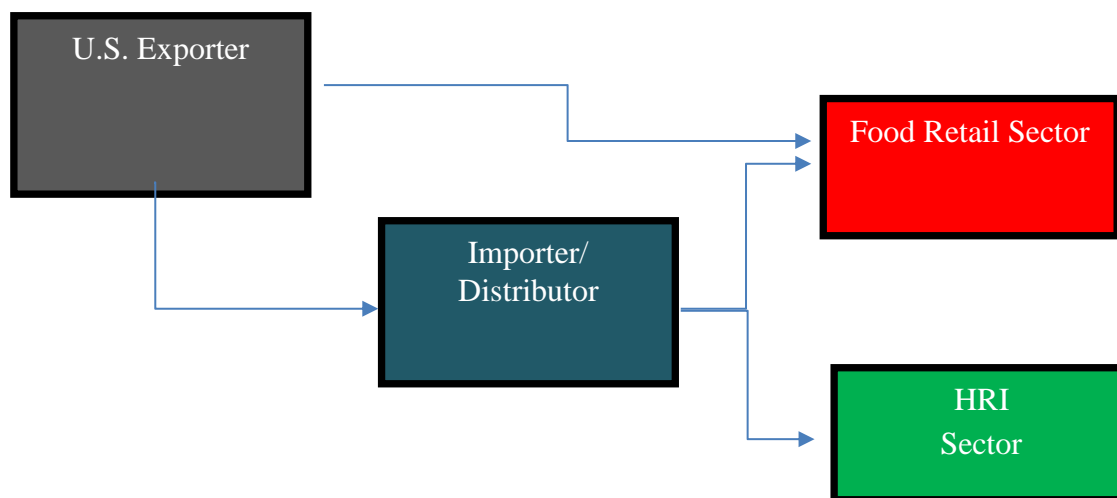 U.S. Exporter
Food Retail Sector
Importer/
Distributor
HRI
Sector